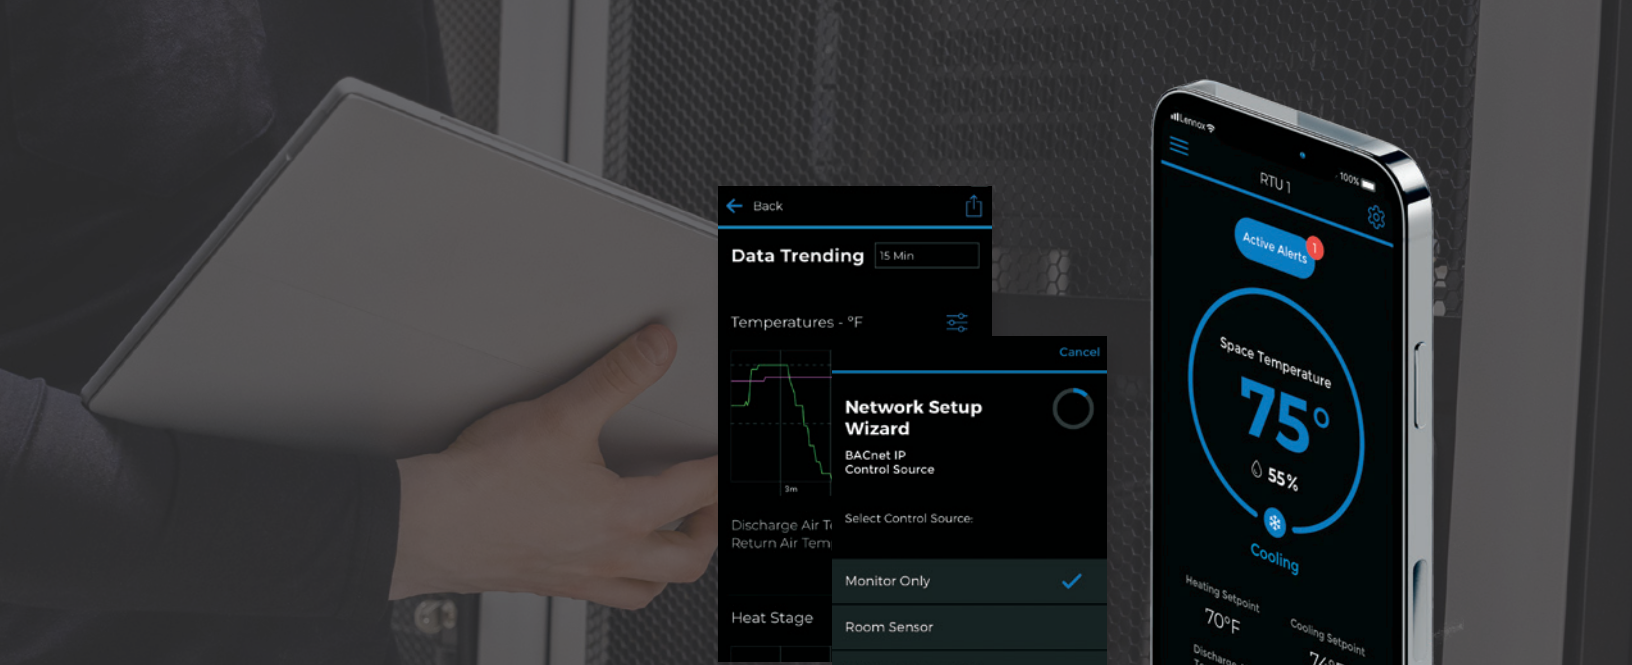 Back
Data Trending
15 Min
Temperatures - °F
3m
Discharge Air
Return Air
Heat Stage
Cancel
Network Setup
Wizard
BACnet IP
Control Source
Select Control Source:
Monitor Only
Room Sensor
Lennox
100%
RTU 1
Active Alerts
1
Space Temperature
75°
55%
Cooling
Heating Setpoint
70°F
Cooling Setpoint
Discharge